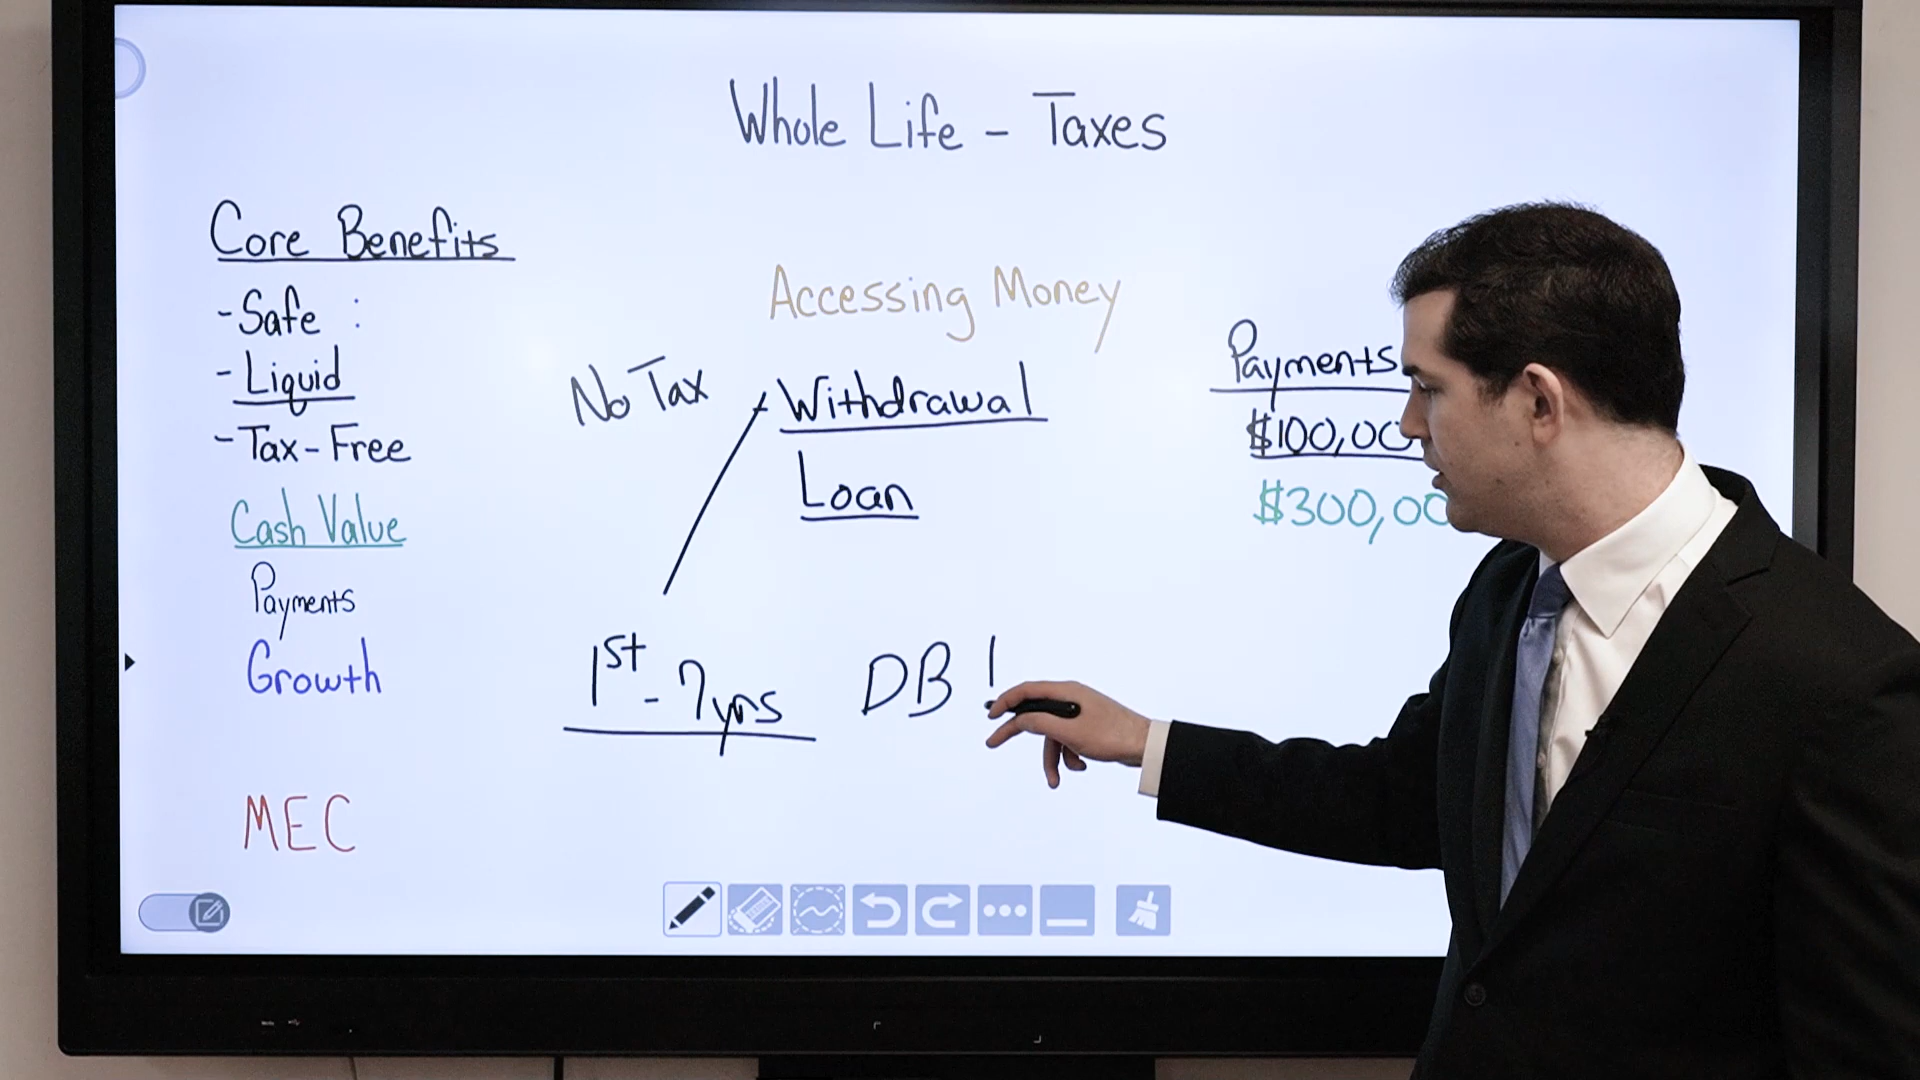 Whole Life - Taxes
Core Benefits
- Safe :
- Liquid
- Tax-Free
Cash Value
Payments
Growth
MEC
Accessing Money
No Tax
Withdrawal
Loan
1st - 7yrs
DB !
Payments
$100,00
$300,00